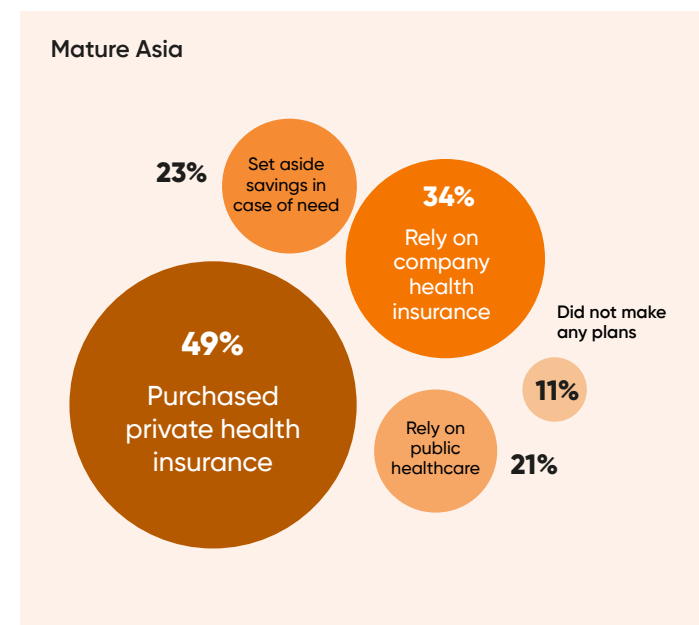 Mature Asia
23%
Set aside
savings in
case of need
34%
Rely on
company
health
insurance
49%
Purchased
private health
insurance
Did not make
any plans
11%
Rely on
public
healthcare
21%